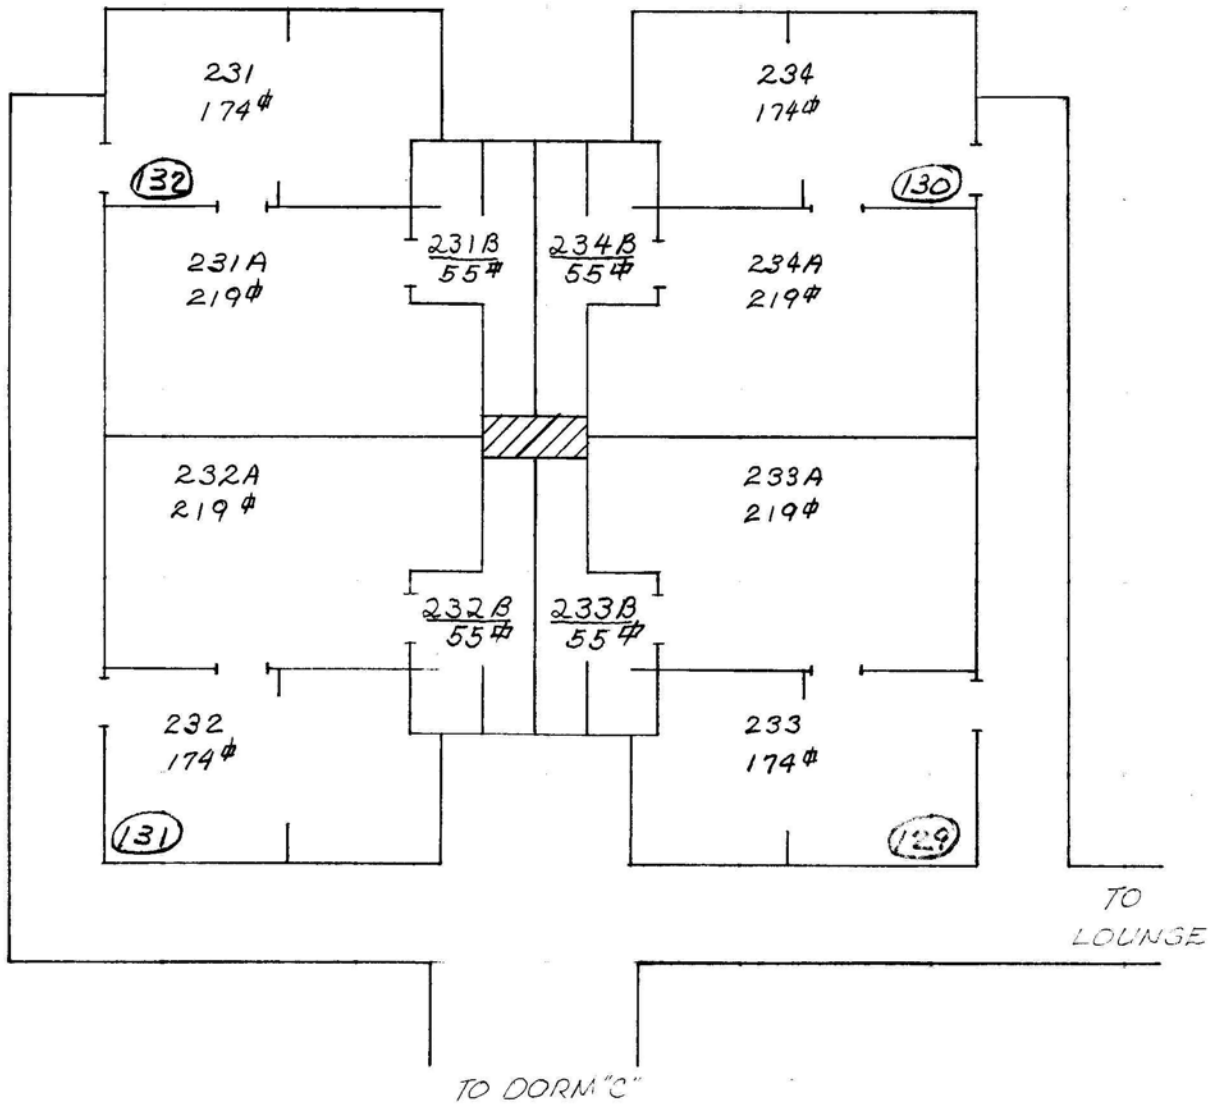 231
174⌽
234
174⌽
132
130
231A
219⌽
231B
55⌽
234B
55⌽
234A
219⌽
232A
219⌽
233A
219⌽
232B
55⌽
233B
55⌽
232
174⌽
233
174⌽
131
129
TO
LOUNGE
TO DORM "C"